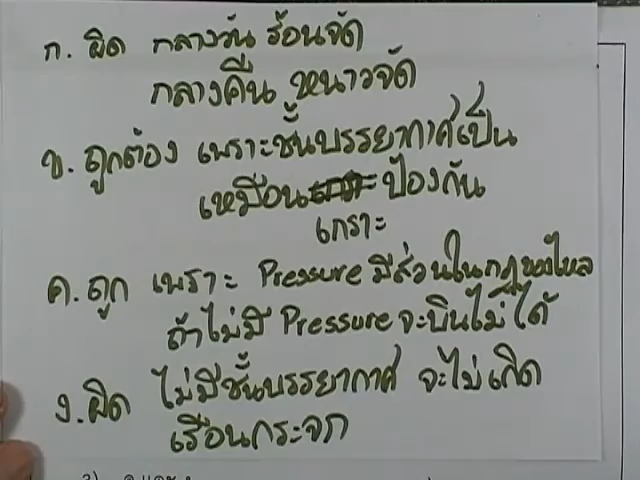 ก. ผิด กลางวัน ร้อนจัด
กลางคืน หนาวจัด
ข. ถูกต้อง เพราะชั้นบรรยากาศเป็น
เหมือน ป้องกัน
เกราะ
ค. ถูก เพราะ Pressure มีส่วนในกฎของไหล
ถ้าไม่มี Pressure จะบินไม่ได้
ง. ผิด ไม่มีชั้นบรรยากาศ จะไม่เกิด
เรือนกระจก